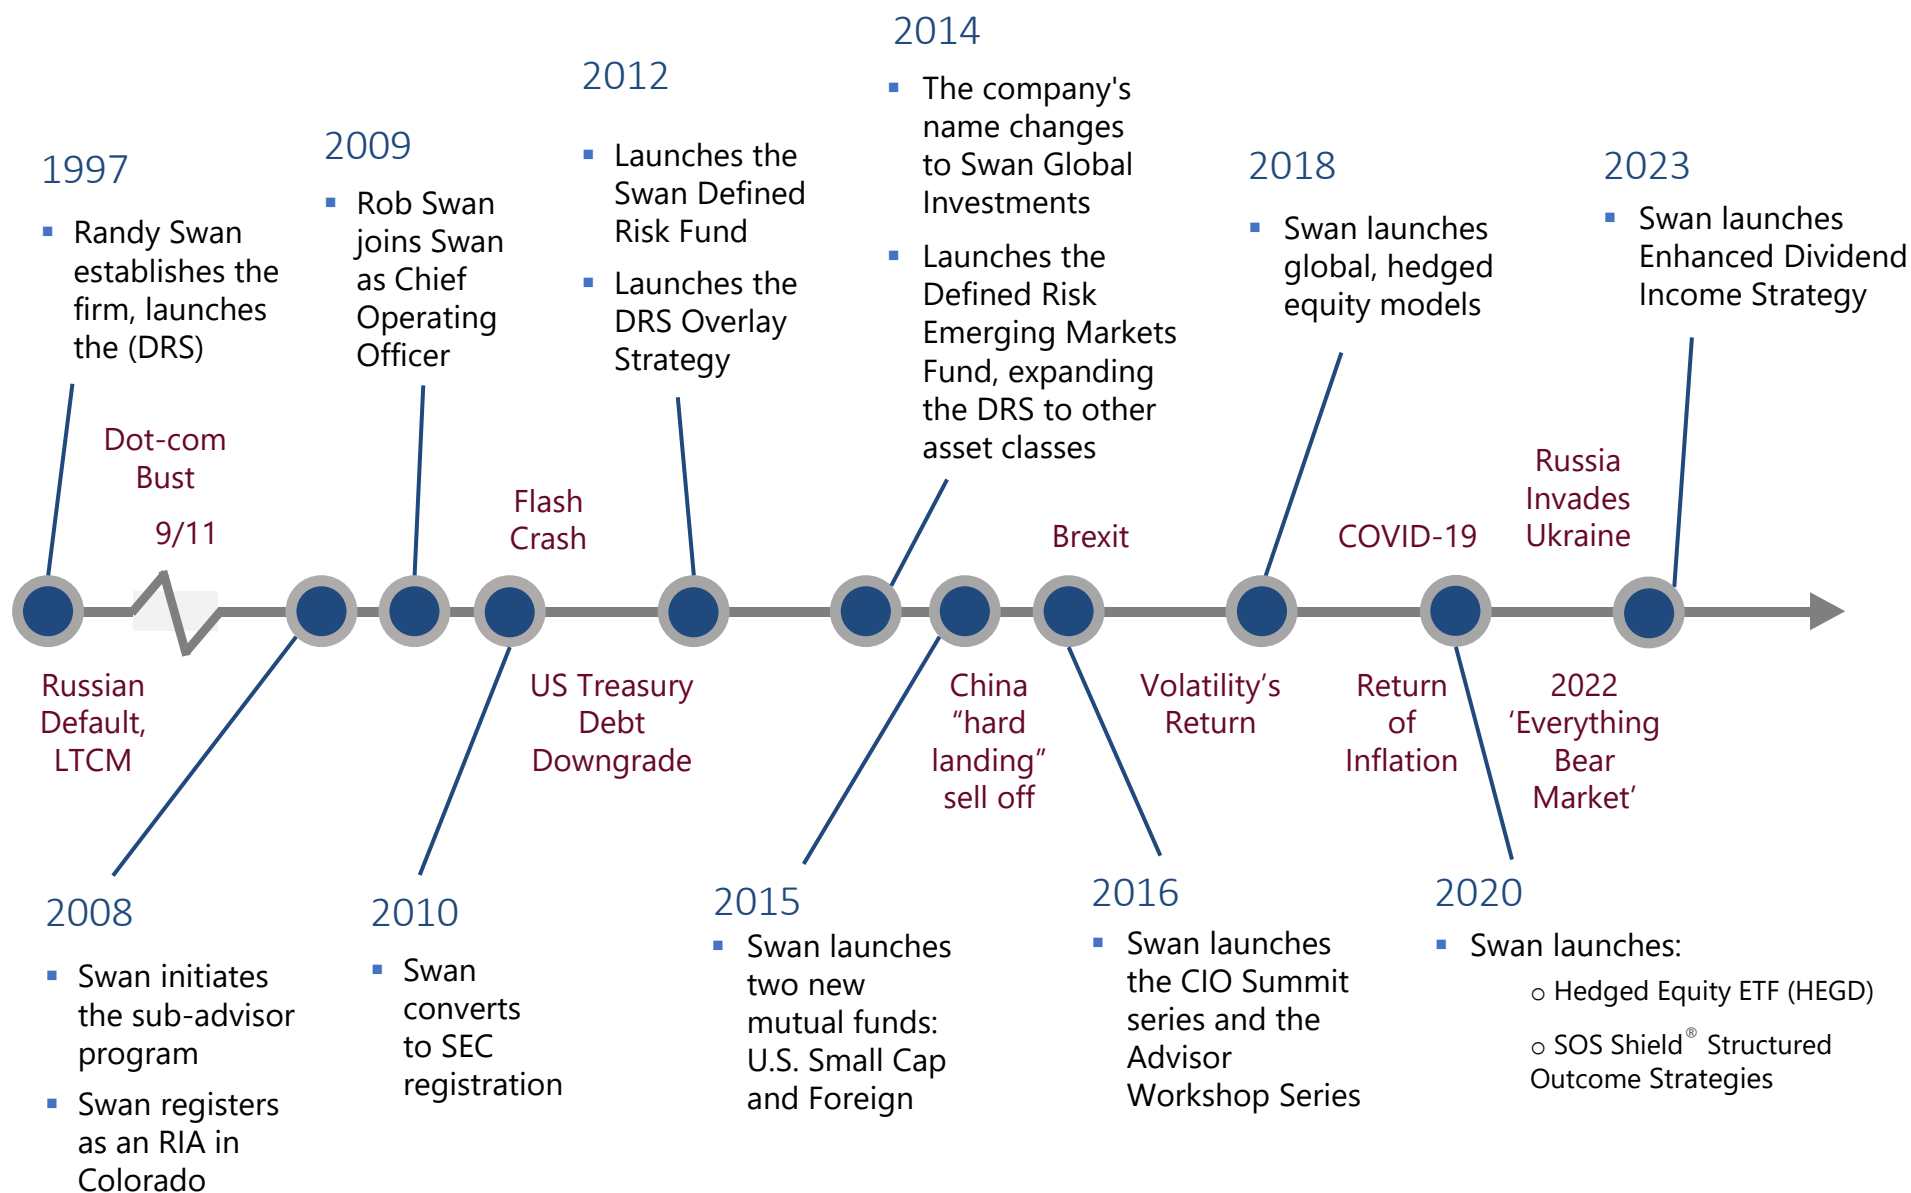 1997
Randy Swan
establishes the
firm, launches
the (DRS)
2009
Rob Swan
joins Swan
as Chief
Operating
Officer
2012
Launches the
Swan Defined
Risk Fund
Launches the
DRS Overlay
Strategy
2014
The company's
name changes
to Swan Global
Investments
Launches the
Defined Risk
Emerging Markets
Fund, expanding
the DRS to other
asset classes
2018
Swan launches
global, hedged
equity models
2023
Swan launches
Enhanced Dividend
Income Strategy
Dot-com
Bust
9/11
Flash
Crash
Brexit
COVID-19
Russia
Invades
Ukraine
Russian
Default,
LTCM
US Treasury
Debt
Downgrade
China
“hard
landing”
sell off
Volatility’s
Return
Return
of
Inflation
2022
‘Everything
Bear
Market’
2008
Swan initiates
the sub-advisor
program
Swan registers
as an RIA in
Colorado
2010
Swan
converts
to SEC
registration
2015
Swan launches
two new
mutual funds:
U.S. Small Cap
and Foreign
2016
Swan launches
the CIO Summit
series and the
Advisor
Workshop Series
2020
Swan launches:
o Hedged Equity ETF (HEGD)
o SOS Shield® Structured
Outcome Strategies